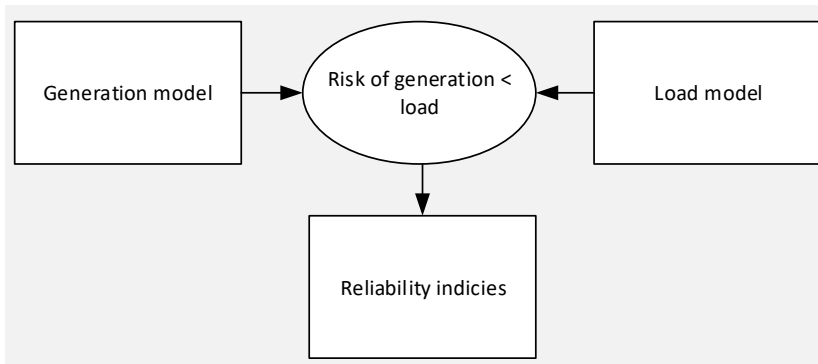 Generation model
Risk of generation <
load
Load model
Reliability indicies